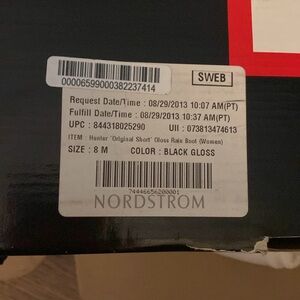 00006599000382237414
SWEB
Request Date/Time : 08/29/2013 10:07 AM(PT)
Fulfill Date/Time : 08/29/2013 10:37 AM(PT)
UPC : 844318025290 UII : 073813474613
ITEM : Hunter 'Original Short' Gloss Rain Boot (Women)
SIZE : 8 M COLOR : BLACK GLOSS
74446656200001
NORDSTROM